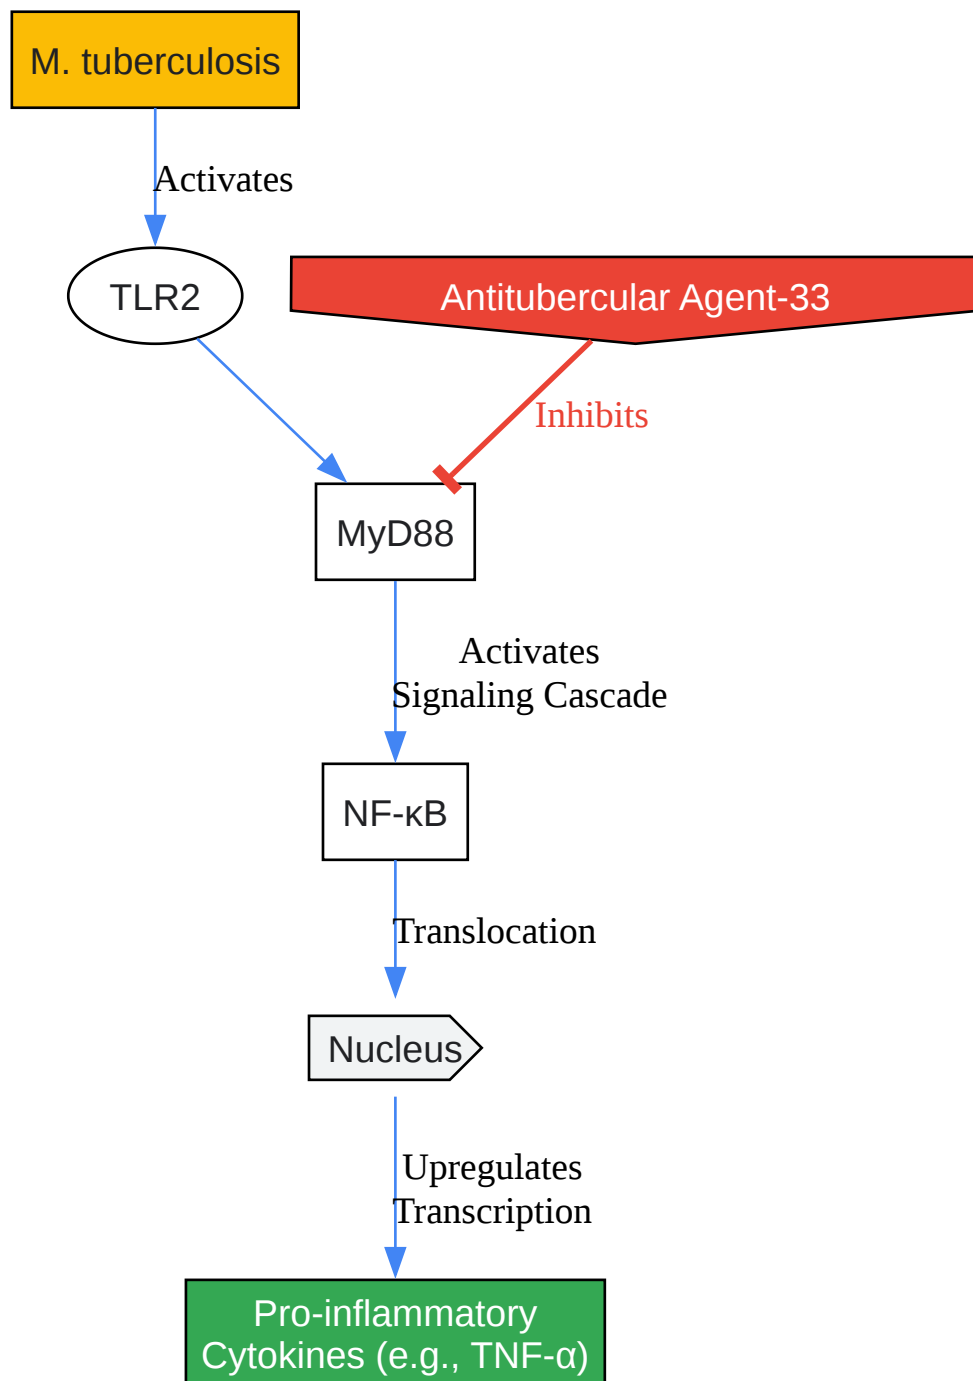 M. tuberculosis
Activates
TLR2
Antitubercular Agent-33
Inhibits
MyD88
Activates
Signaling Cascade
NF-κB
Translocation
Nucleus
Upregulates
Transcription
Pro-inflammatory
Cytokines (e.g., TNF-α)